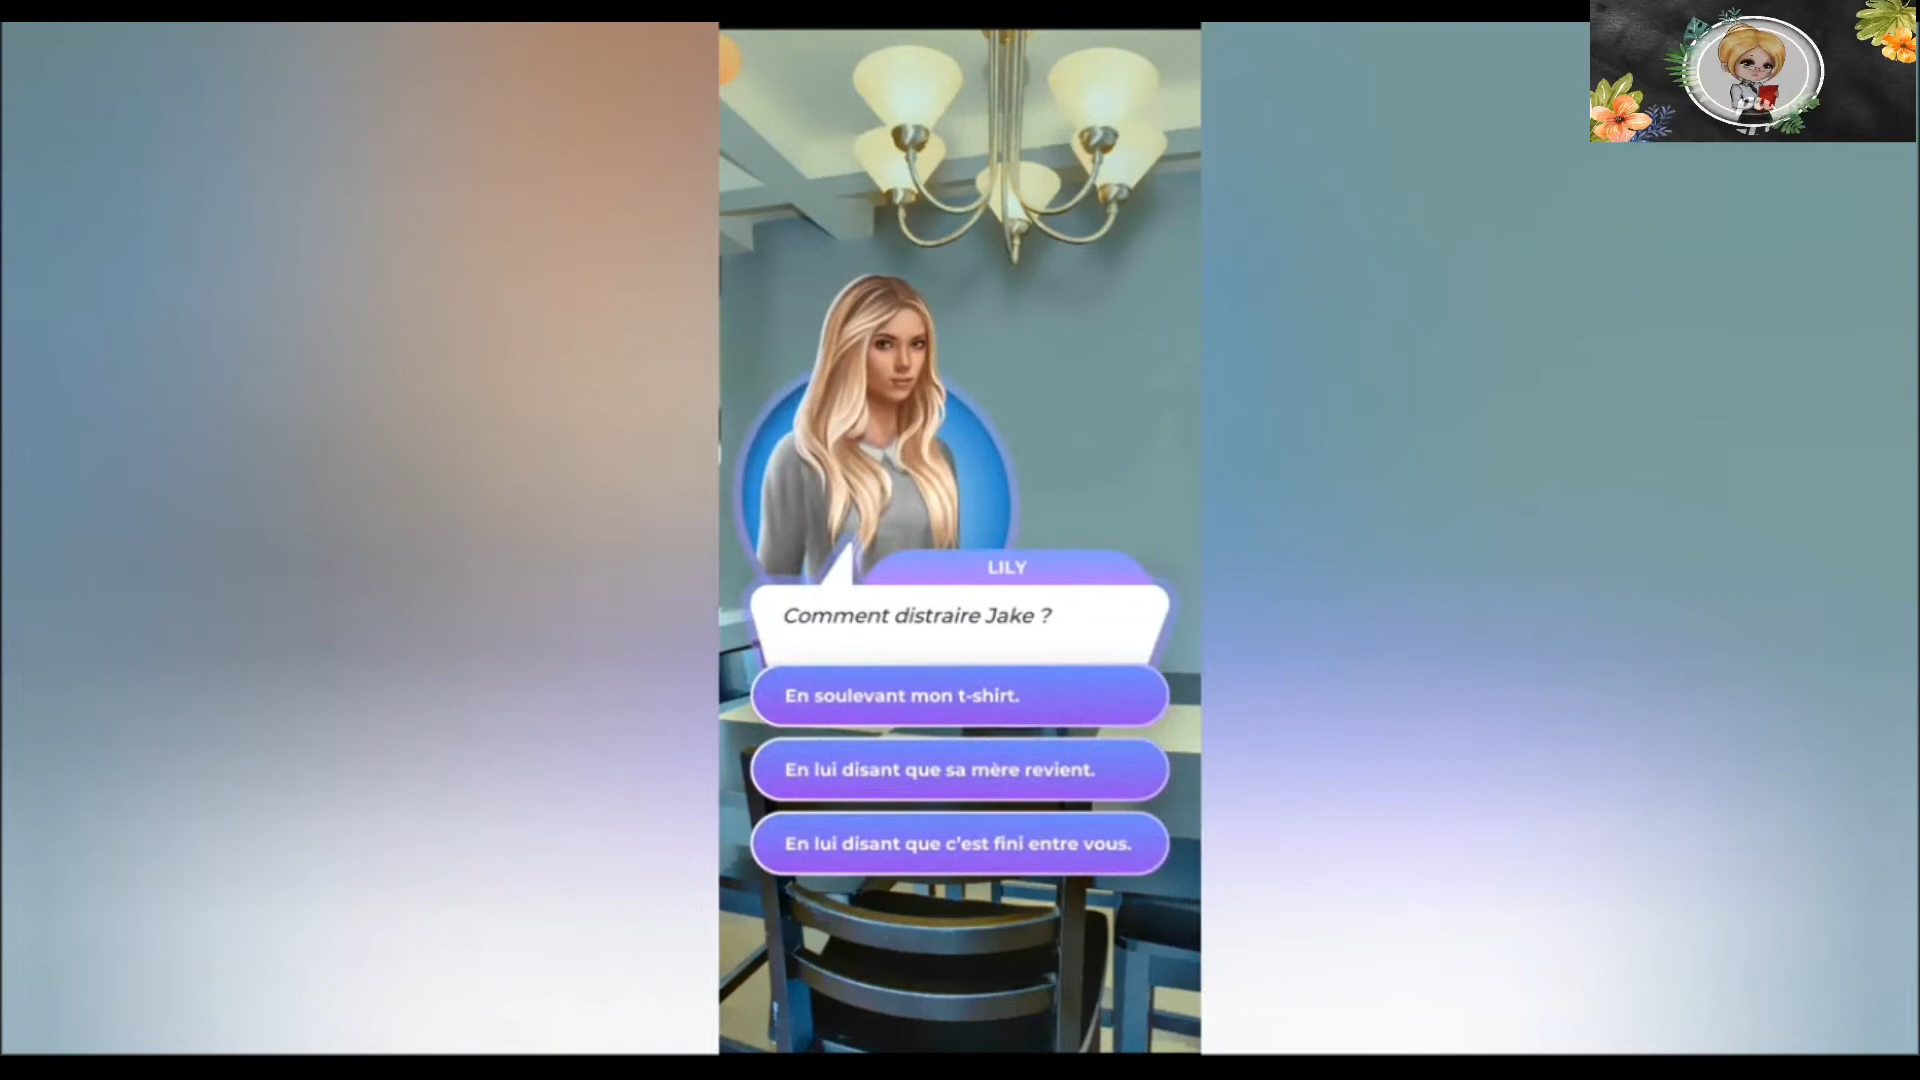 LILY
Comment distraire Jake ?
En soulevant mon t-shirt.
En lui disant que sa mère revient.
En lui disant que c'est fini entre vous.